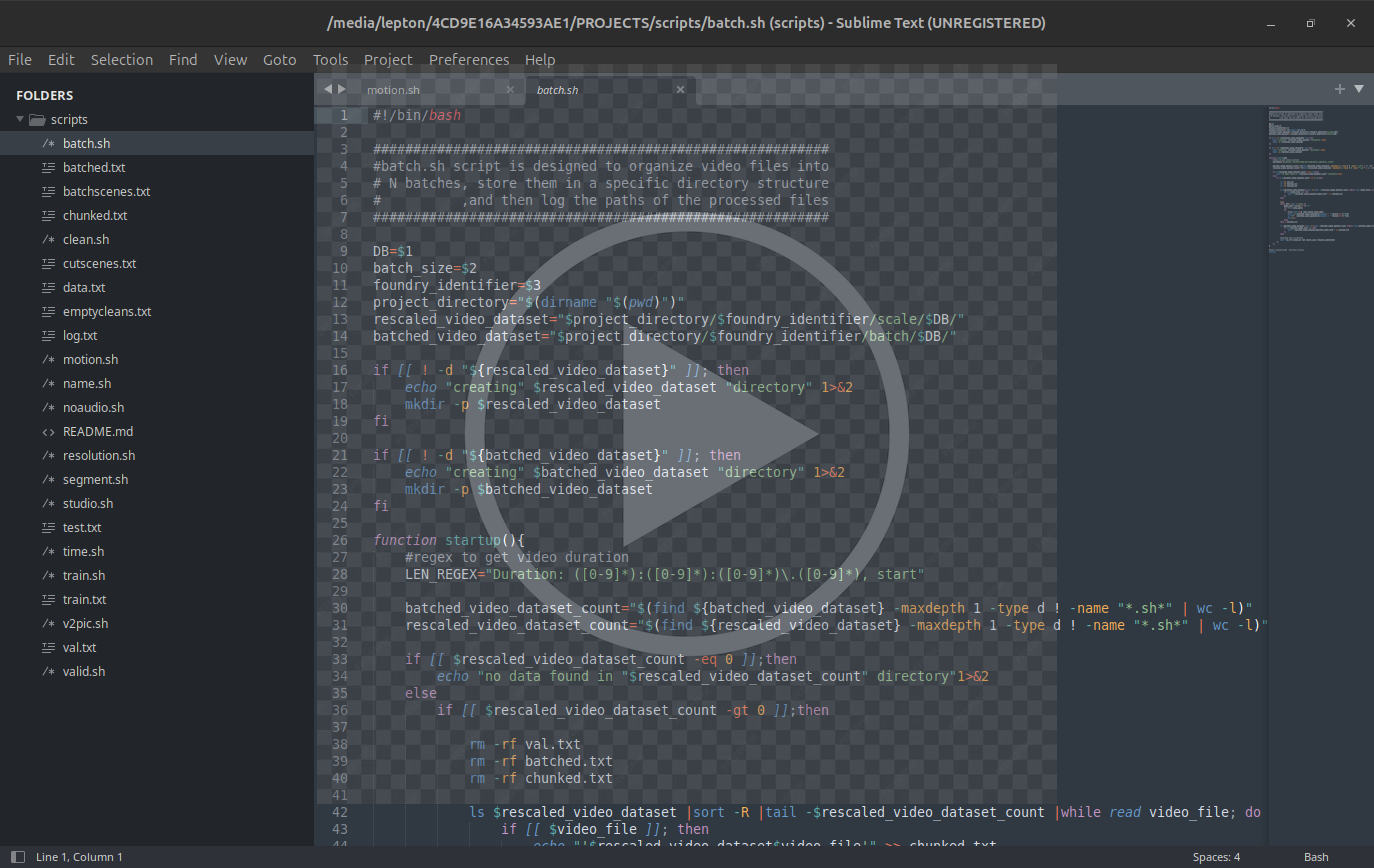 /media/lepton/4CD9E16A34593AE1/PROJECTS/scripts/batch.sh (scripts) - Sublime Text (UNREGISTERED)
File Edit Selection Find View Goto Tools Project Preferences Help
FOLDERS
scripts
/* batch.sh
batched.txt
batchscenes.txt
chunked.txt
/* clean.sh
cutscenes.txt
data.txt
emptycleans.txt
log.txt
/* motion.sh
/* name.sh
/* noaudio.sh
<> README.md
/* resolution.sh
/* segment.sh
/* studio.sh
test.txt
/* time.sh
/* train.sh
train.txt
/* v2pic.sh
val.txt
/* valid.sh
motion.sh × batch.sh ×
1 #!/bin/bash
2
3 #########################################################
4 #batch.sh script is designed to organize video files into
5 # N batches, store them in a specific directory structure
6 #          ,and then log the paths of the processed files
7 #########################################################
8
9 DB=$1
10 batch_size=$2
11 foundry_identifier=$3
12 project_directory="$(dirname "$(pwd)")"
13 rescaled_video_dataset="$project_directory/$foundry_identifier/scale/$DB/"
14 batched_video_dataset="$project_directory/$foundry_identifier/batch/$DB/"
15
16 if [[ ! -d "${rescaled_video_dataset}" ]]; then
17     echo "creating" $rescaled_video_dataset "directory" 1>&2
18     mkdir -p $rescaled_video_dataset
19 fi
20
21 if [[ ! -d "${batched_video_dataset}" ]]; then
22     echo "creating" $batched_video_dataset "directory" 1>&2
23     mkdir -p $batched_video_dataset
24 fi
25
26 function startup(){
27     #regex to get video duration
28     LEN_REGEX="Duration: ([0-9]*):([0-9]*):([0-9]*)\.([0-9]*), start"
29
30     batched_video_dataset_count="$(find ${batched_video_dataset} -maxdepth 1 -type d ! -name "*.sh*" | wc -l)"
31     rescaled_video_dataset_count="$(find ${rescaled_video_dataset} -maxdepth 1 -type d ! -name "*.sh*" | wc -l)"
32
33     if [[ $rescaled_video_dataset_count -eq 0 ]];then
34         echo "no data found in "$rescaled_video_dataset_count" directory"1>&2
35     else
36         if [[ $rescaled_video_dataset_count -gt 0 ]];then
37
38             rm -rf val.txt
39             rm -rf batched.txt
40             rm -rf chunked.txt
41
42             ls $rescaled_video_dataset |sort -R |tail -$rescaled_video_dataset_count |while read video_file; do
43                 if [[ $video_file ]]; then
44                     echo "'$rescaled_video_dataset$video_file'" >> chunked.txt
Line 1, Column 1
Spaces: 4
Bash